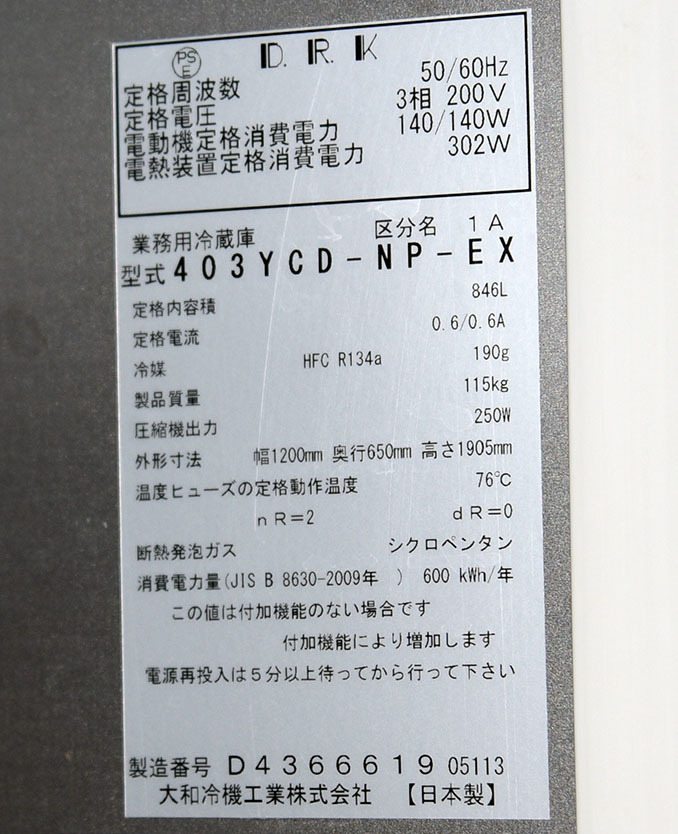 PS
E
D.R.K
定格周波数 50/60Hz
定格電圧 3相 200V
電動機定格消費電力 140/140W
電熱装置定格消費電力 302W
業務用冷蔵庫 区分名 1A
型式 403YCD-NP-EX
定格内容積 846L
定格電流 0.6/0.6A
冷媒 HFC R134a 190g
製品質量 115kg
圧縮機出力 250W
外形寸法 幅1200mm 奥行650mm 高さ1905mm
温度ヒューズの定格動作温度 76℃
nR=2 dR=0
断熱発泡ガス シクロペンタン
消費電力量(JIS B 8630-2009年 ) 600 kWh/年
この値は付加機能のない場合です
付加機能により増加します
電源再投入は5分以上待ってから行って下さい
製造番号 D4366619 05113
大和冷機工業株式会社 【日本製】